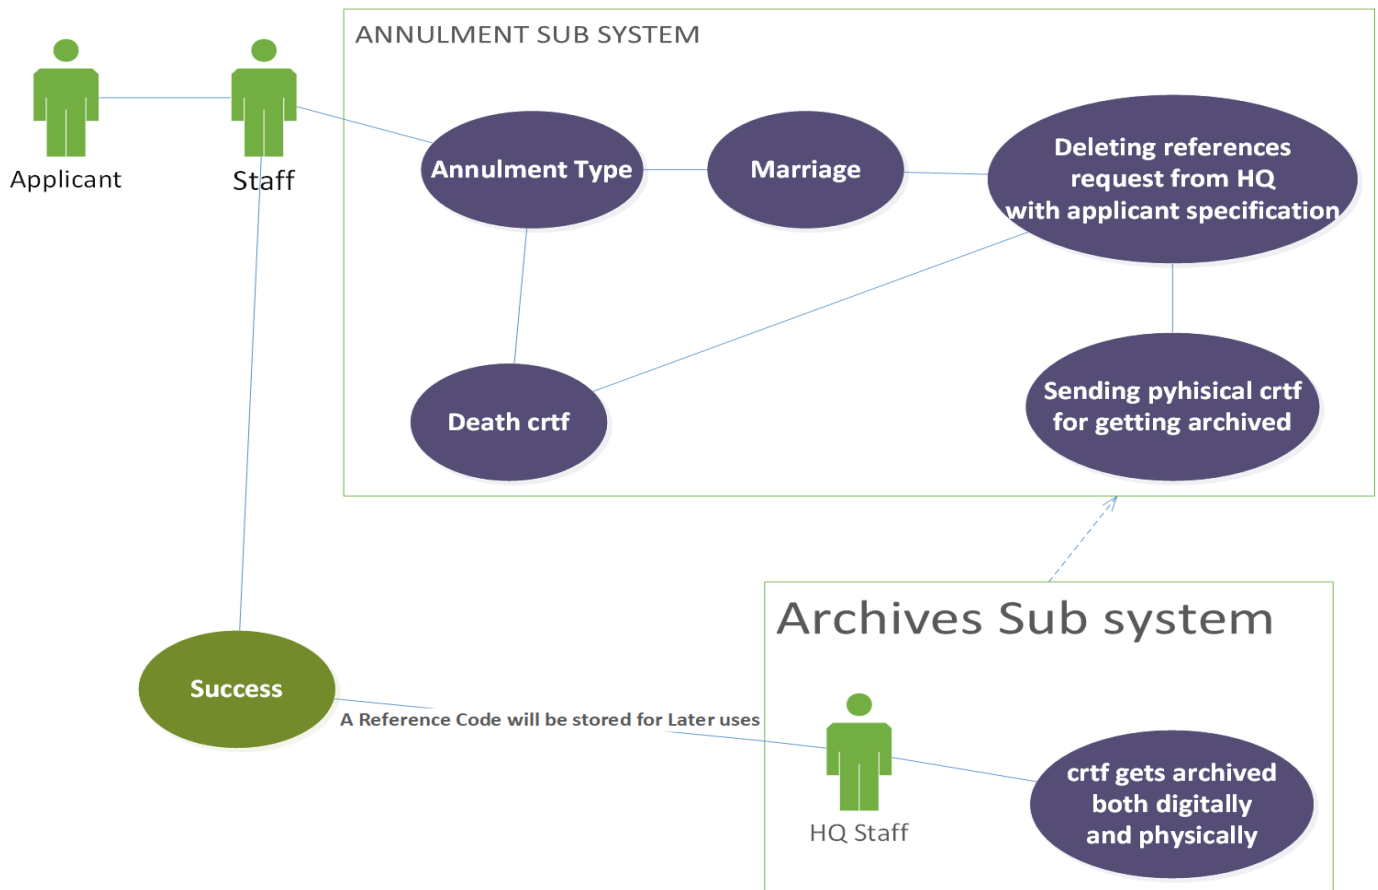 ANNULMENT SUB SYSTEM
Applicant
Staff
Annulment Type
Marriage
Deleting references
request from HQ
with applicant specification
Death crtf
Sending pyhisical crtf
for getting archived
Archives Sub system
Success
A Reference Code will be stored for Later uses
HQ Staff
crtf gets archived
both digitally
and physically